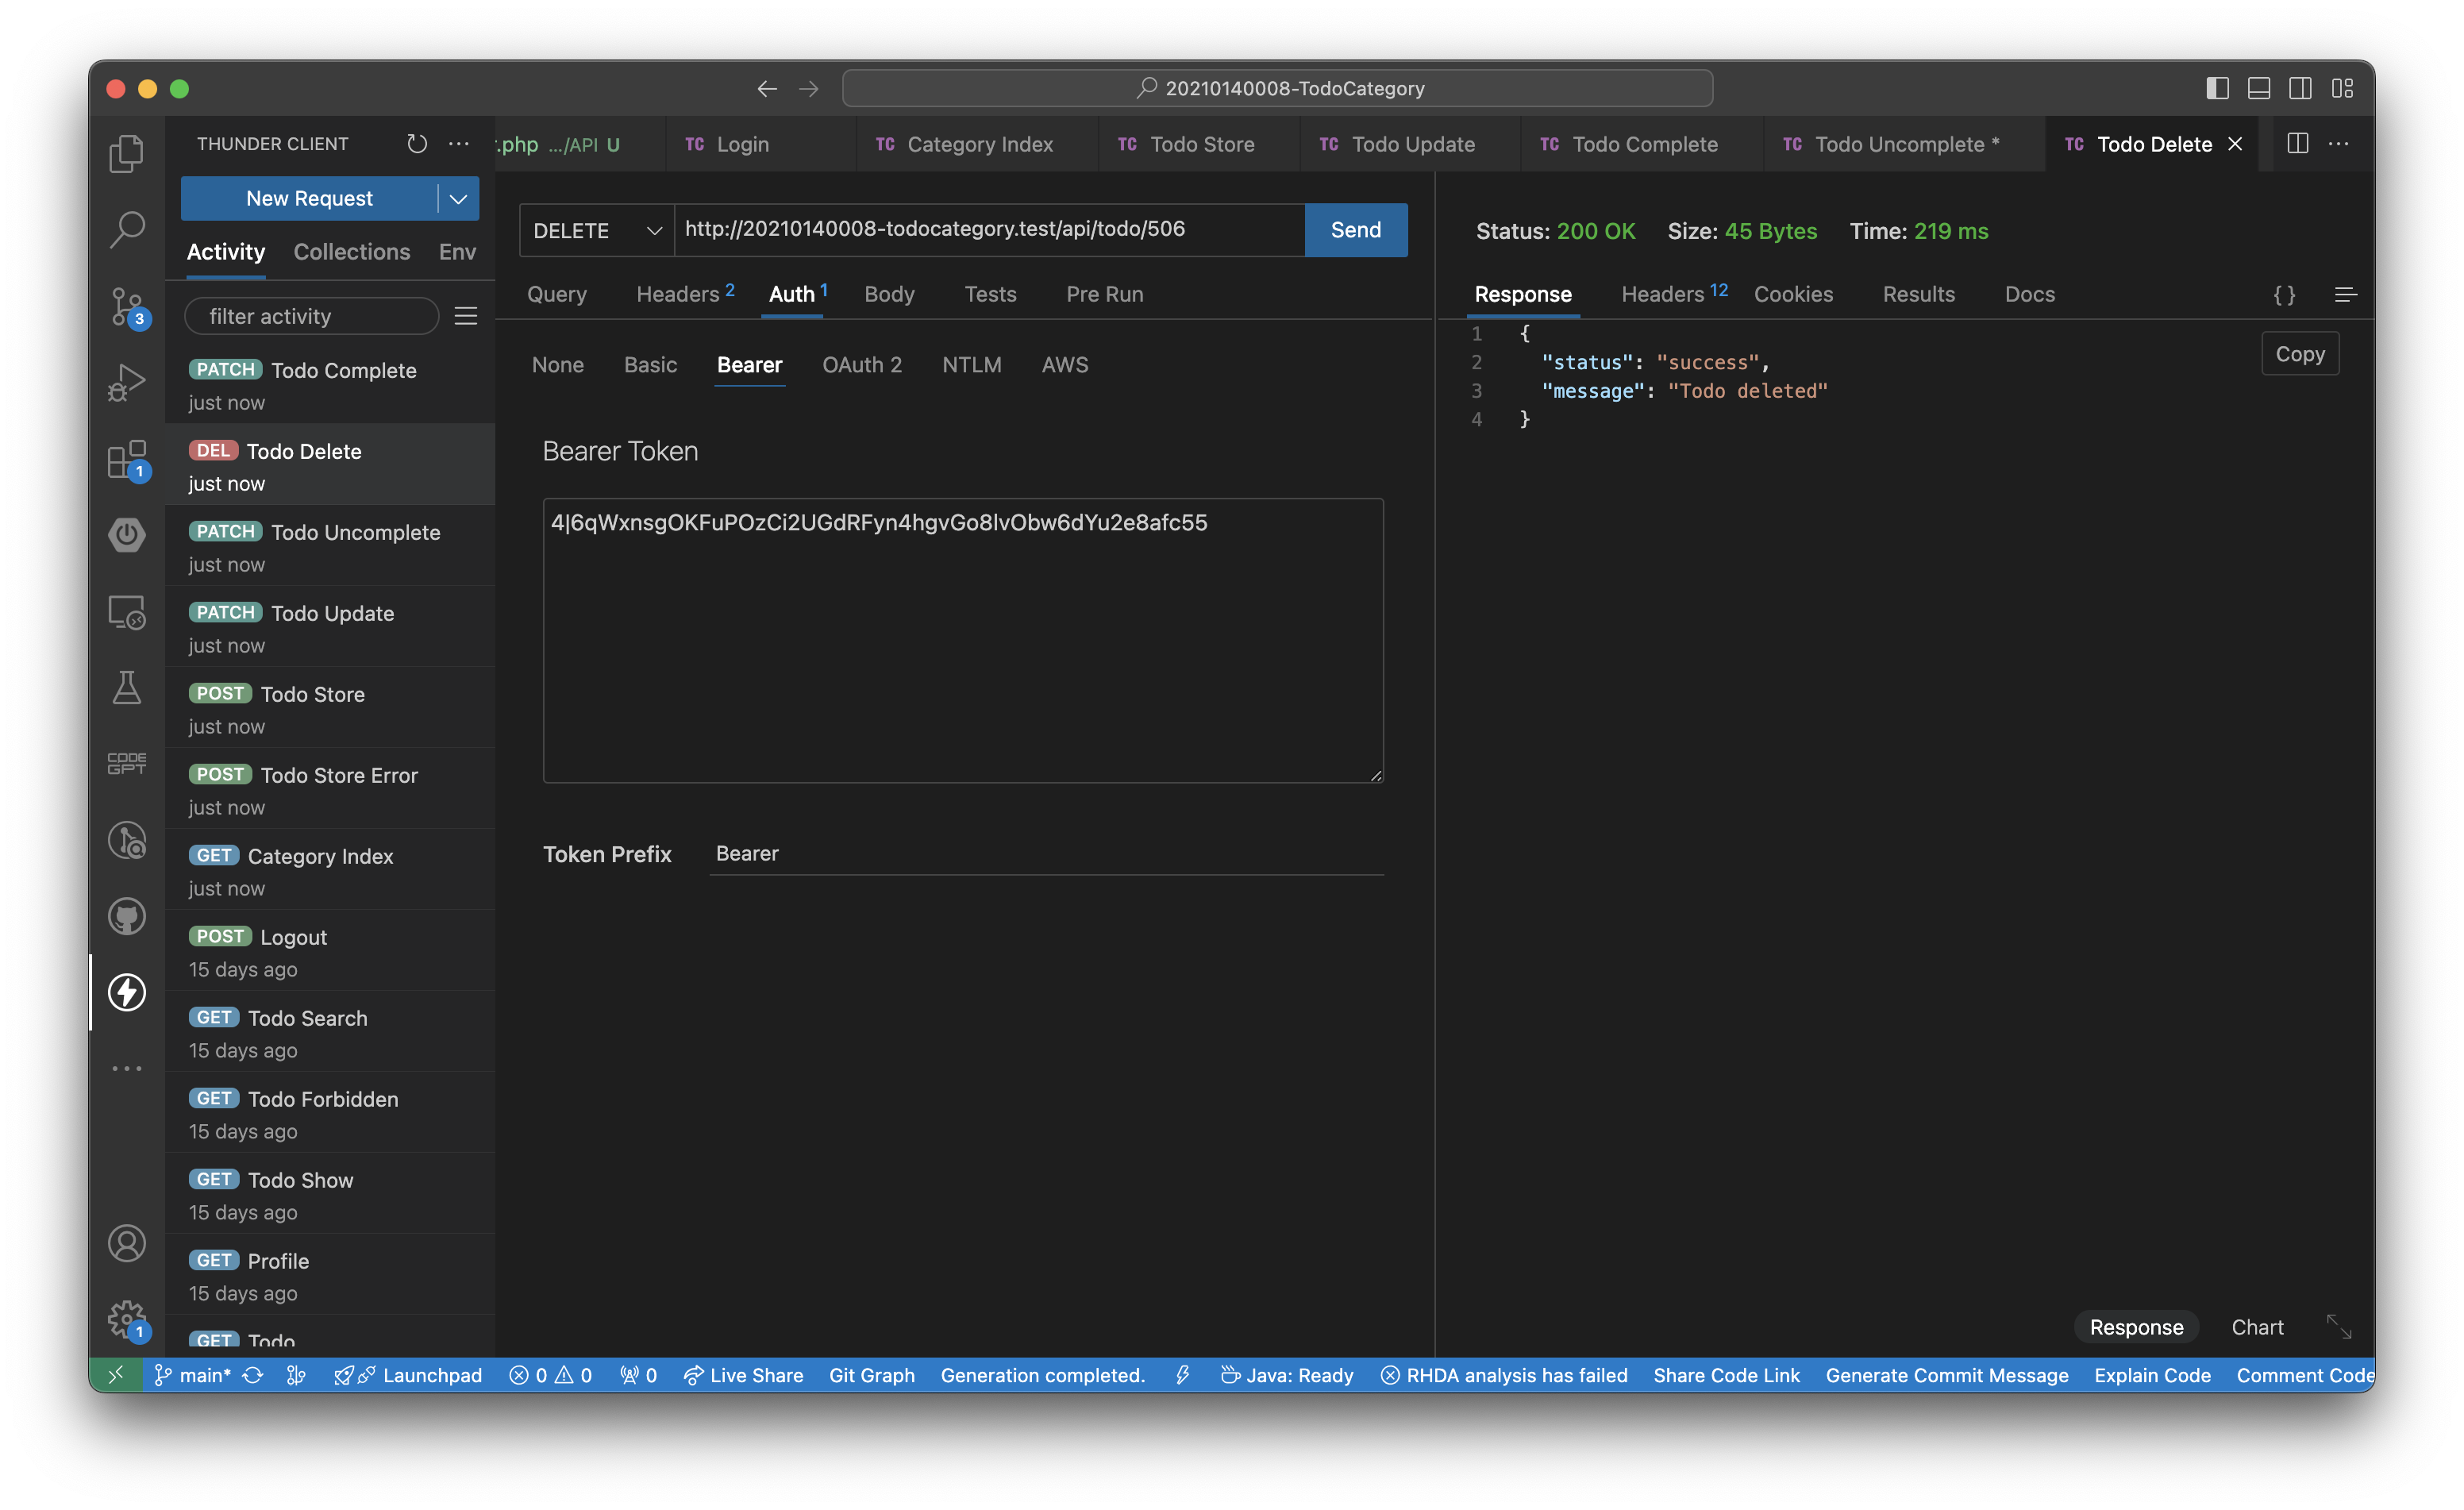 20210140008-TodoCategory
THUNDER CLIENT
New Request
Activity Collections Env
filter activity
PATCH Todo Complete
just now
DEL Todo Delete
just now
PATCH Todo Uncomplete
just now
PATCH Todo Update
just now
POST Todo Store
just now
POST Todo Store Error
just now
GET Category Index
just now
POST Logout
15 days ago
GET Todo Search
15 days ago
GET Todo Forbidden
15 days ago
GET Todo Show
15 days ago
GET Profile
15 days ago
GET Todo
3
1
CODE
GPT
1
.php .../API U TC Login TC Category Index TC Todo Store TC Todo Update TC Todo Complete TC Todo Uncomplete * TC Todo Delete
DELETE http://20210140008-todocategory.test/api/todo/506 Send
Query Headers 2 Auth 1 Body Tests Pre Run
None Basic Bearer OAuth 2 NTLM AWS
Bearer Token
4|6qWxnsgOKFuPOzCi2UGdRFyn4hgvGo8lvObw6dYu2e8afc55
Token Prefix Bearer
Status: 200 OK Size: 45 Bytes Time: 219 ms
Response Headers 12 Cookies Results Docs {}
Copy
1 {
2 "status": "success",
3 "message": "Todo deleted"
4 }
Response Chart
main* Launchpad 0 0 0 Live Share Git Graph Generation completed. Java: Ready RHDA analysis has failed Share Code Link Generate Commit Message Explain Code Comment Code